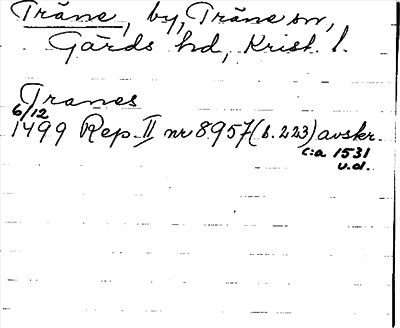 Träne, by, Träne sn,
Gärds hd, Krist. l.
Tranes
6/12
1499 Rep. II nr 8957 (b. 223) avskr.
c:a 1531
u.d.